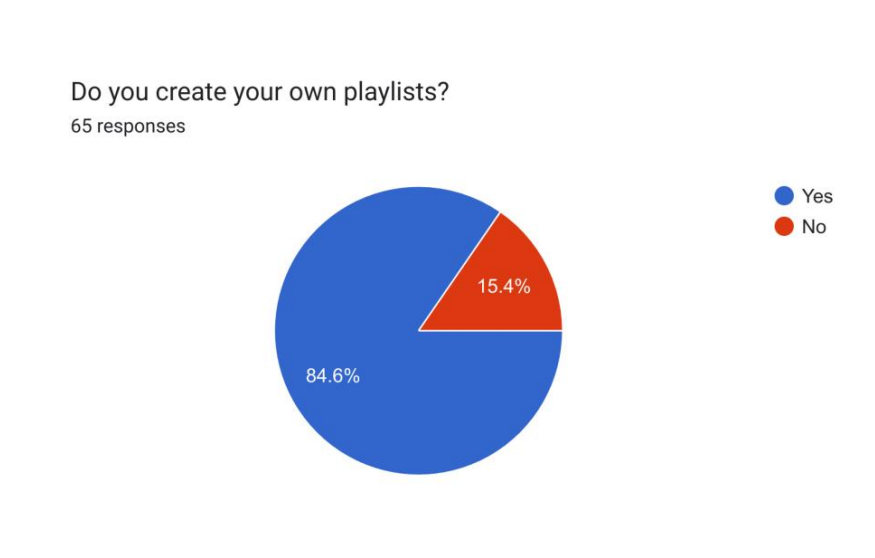 Do you create your own playlists?
65 responses
Yes
No
15.4%
84.6%